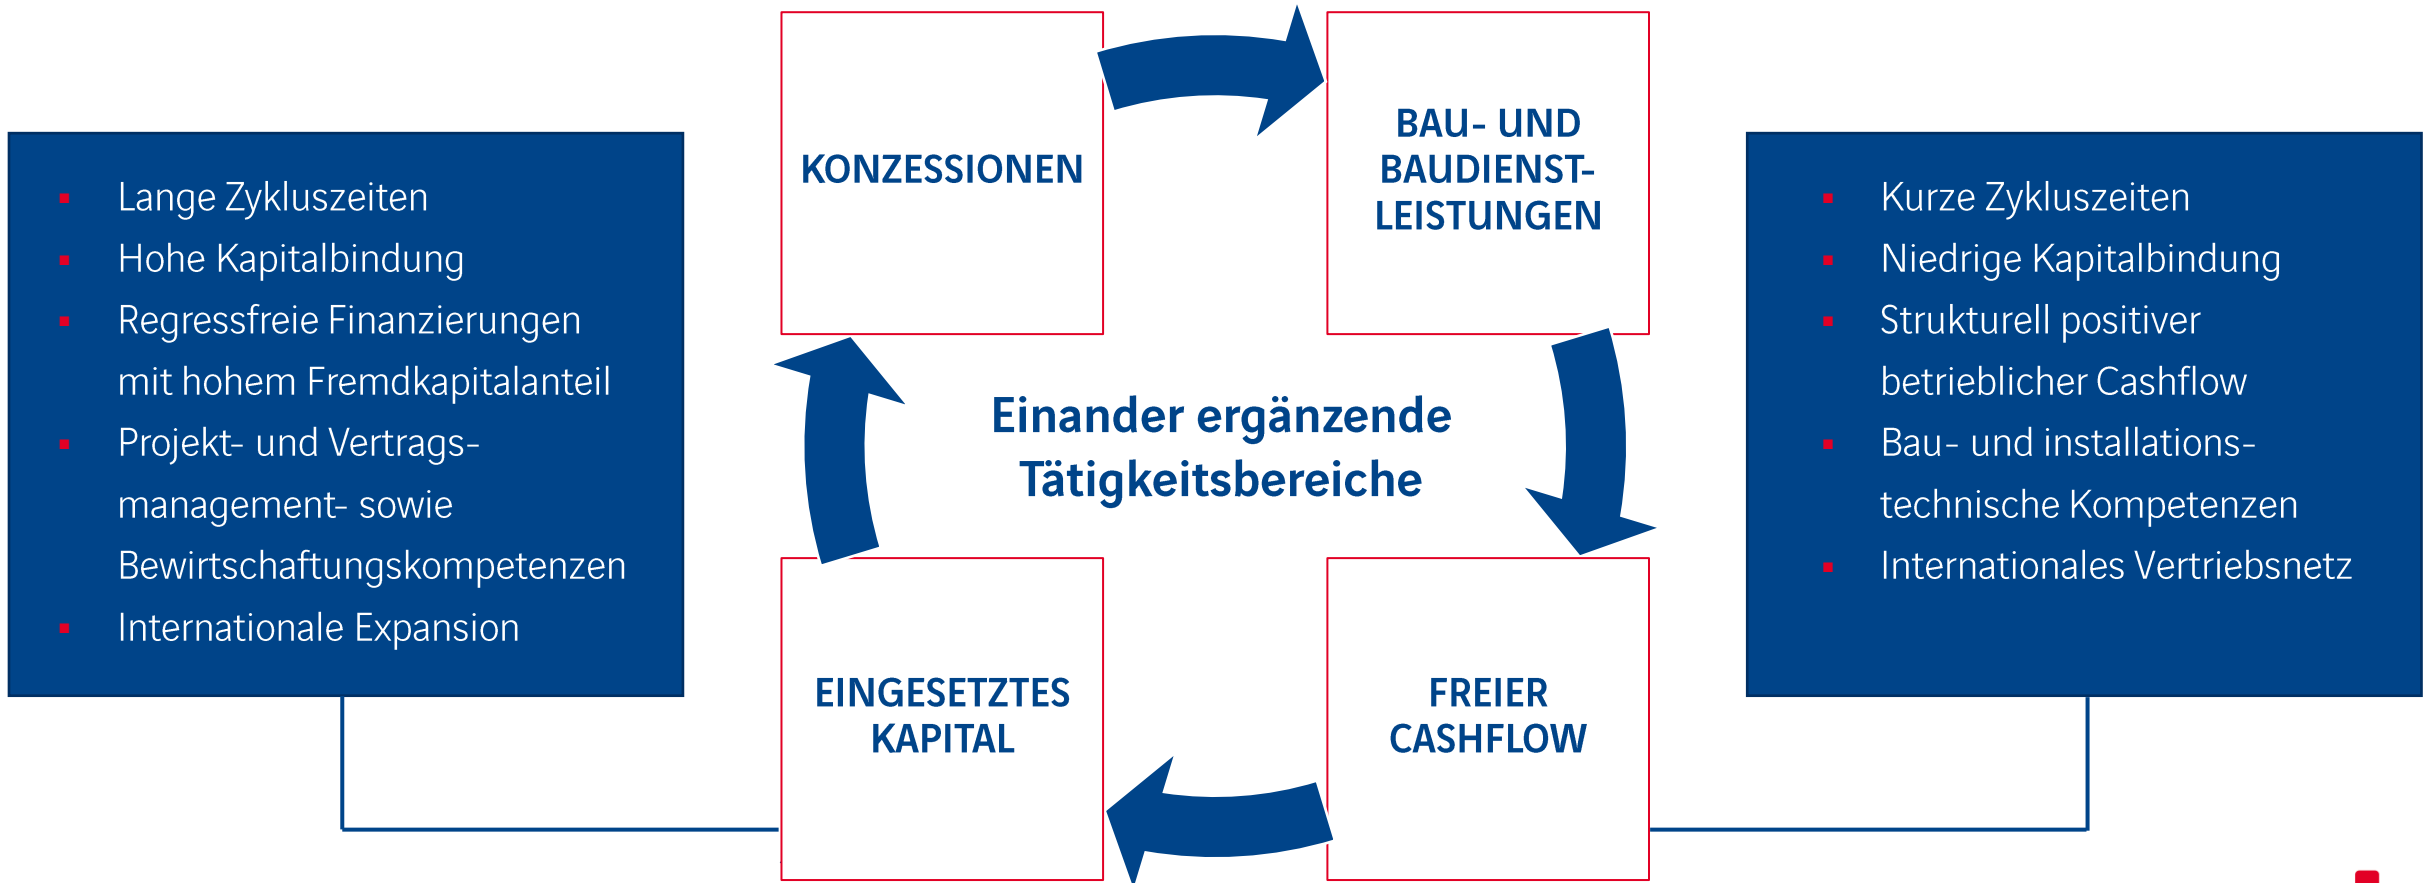 KONZESSIONEN
BAU- UND
BAUDIENST-
LEISTUNGEN
Lange Zykluszeiten
Hohe Kapitalbindung
Regressfreie Finanzierungen
mit hohem Fremdkapitalanteil
Projekt- und Vertrags-
management- sowie
Bewirtschaftungskompetenzen
Internationale Expansion
Einander ergänzende
Tätigkeitsbereiche
Kurze Zykluszeiten
Niedrige Kapitalbindung
Strukturell positiver
betrieblicher Cashflow
Bau- und installations-
technische Kompetenzen
Internationales Vertriebsnetz
EINGESETZTES
KAPITAL
FREIER
CASHFLOW